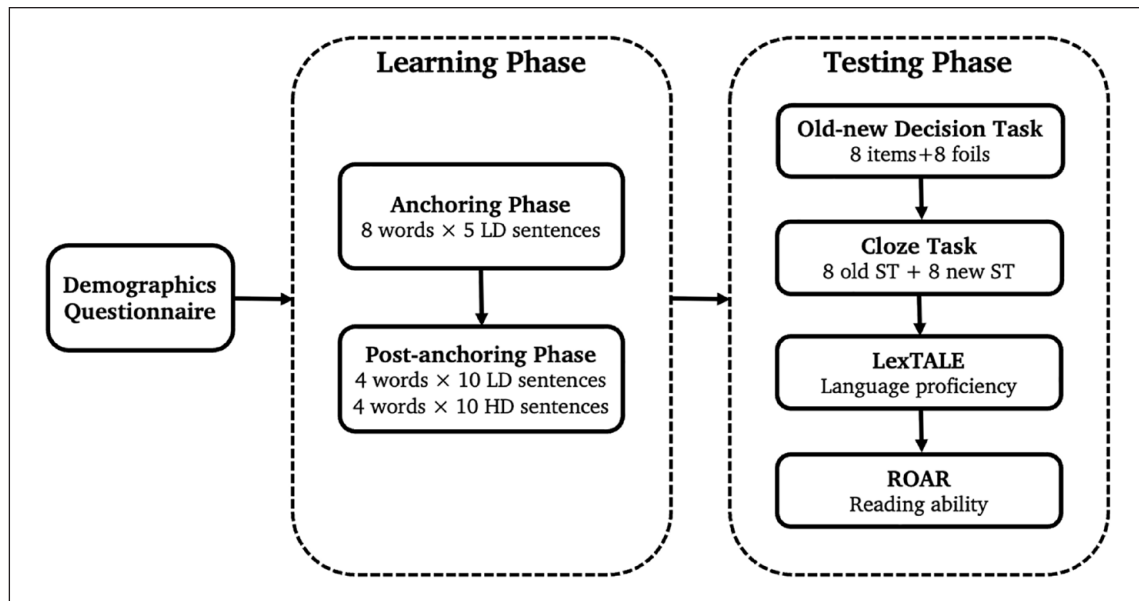 Demographics
Questionnaire
Learning Phase
Anchoring Phase
8 words × 5 LD sentences
Post-anchoring Phase
4 words × 10 LD sentences
4 words × 10 HD sentences
Testing Phase
Old-new Decision Task
8 items+8 foils
Cloze Task
8 old ST + 8 new ST
LexTALE
Language proficiency
ROAR
Reading ability